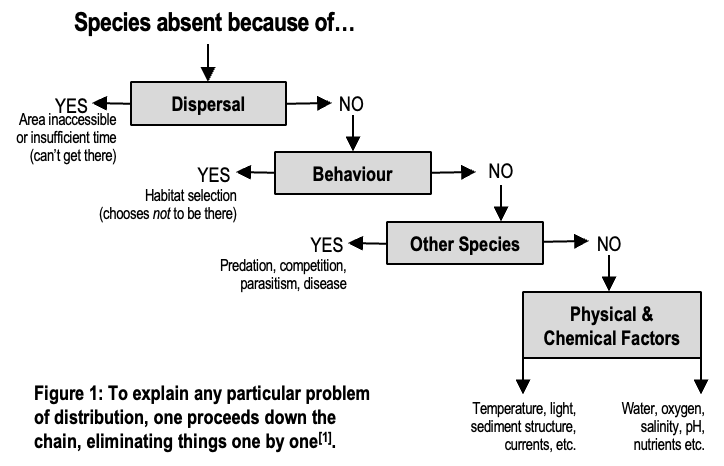 Species absent because of…
Dispersal
YES
NO
Area inaccessible
or insufficient time
(can't get there)
Behaviour
YES
NO
Habitat selection
(chooses not to be there)
Other Species
YES
NO
Predation, competition,
parasitism, disease
Physical &
Chemical Factors
Temperature, light,
sediment structure,
currents, etc.
Water, oxygen,
salinity, pH,
nutrients etc.
Figure 1: To explain any particular problem
of distribution, one proceeds down the
chain, eliminating things one by one[1].